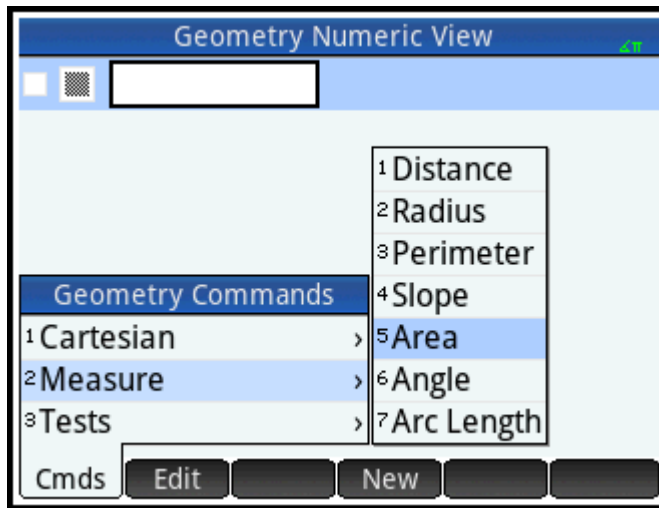 Geometry Numeric View
∡π
1 Distance
2 Radius
3 Perimeter
4 Slope
5 Area
6 Angle
7 Arc Length
Geometry Commands
1 Cartesian ›
2 Measure ›
3 Tests ›
Cmds Edit New